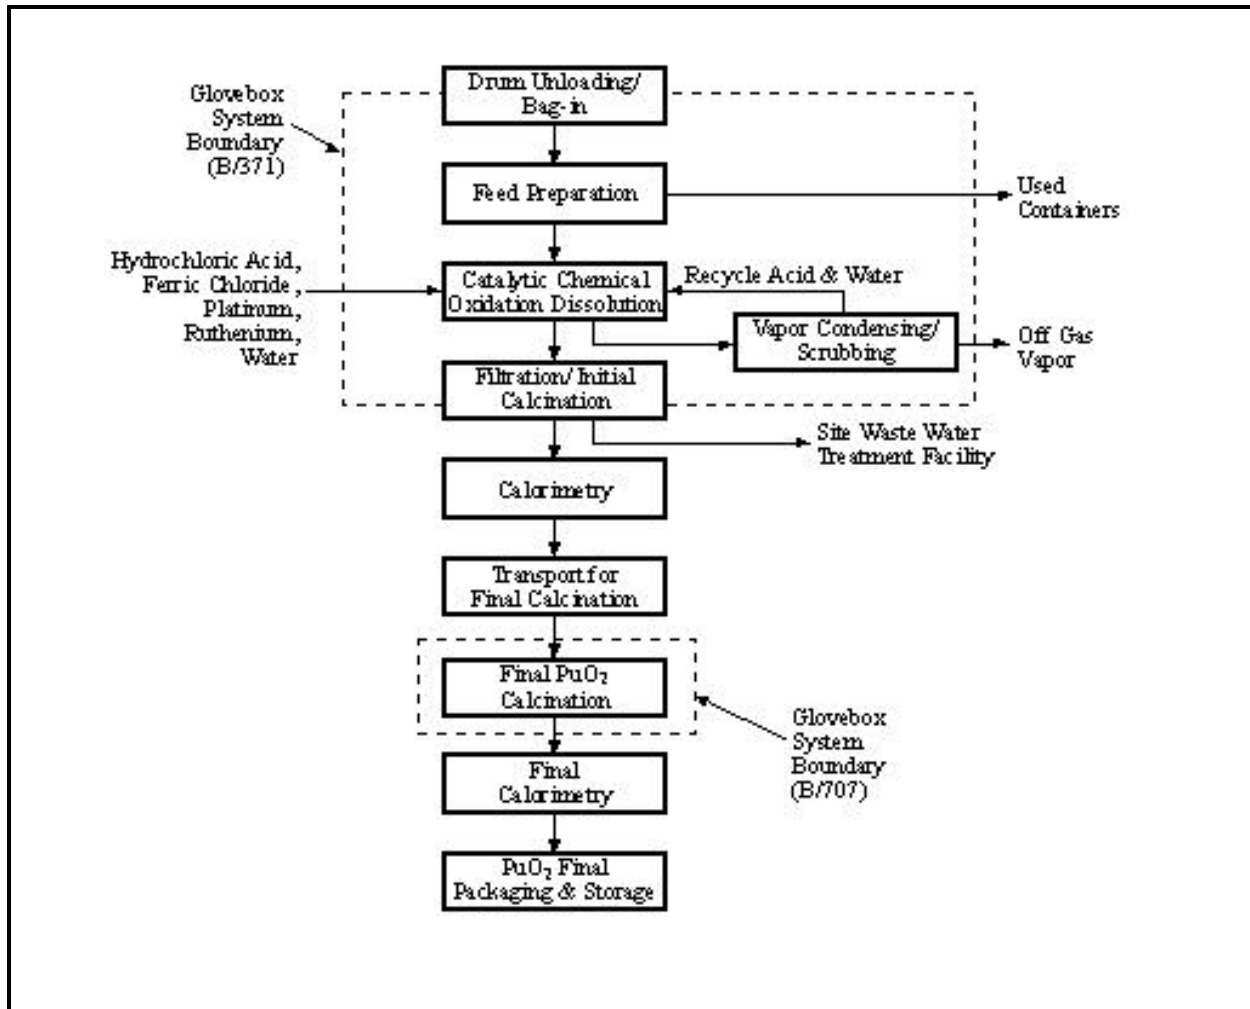 Drum Unloading/
Bag-in
Glovebox
System
Boundary
(B/371)
Feed Preparation
Used
Containers
Hydrochloric Acid,
Ferric Chloride,
Platinum,
Ruthenium,
Water
Catalytic Chemical
Oxidation Dissolution
Recycle Acid & Water
Vapor Condensing/
Scrubbing
Off Gas
Vapor
Filtration/Initial
Calcination
Site Waste Water
Treatment Facility
Calorimetry
Transport for
Final Calcination
Final PuO₂
Calcination
Glovebox
System
Boundary
(B/707)
Final
Calorimetry
PuO₂ Final
Packaging & Storage